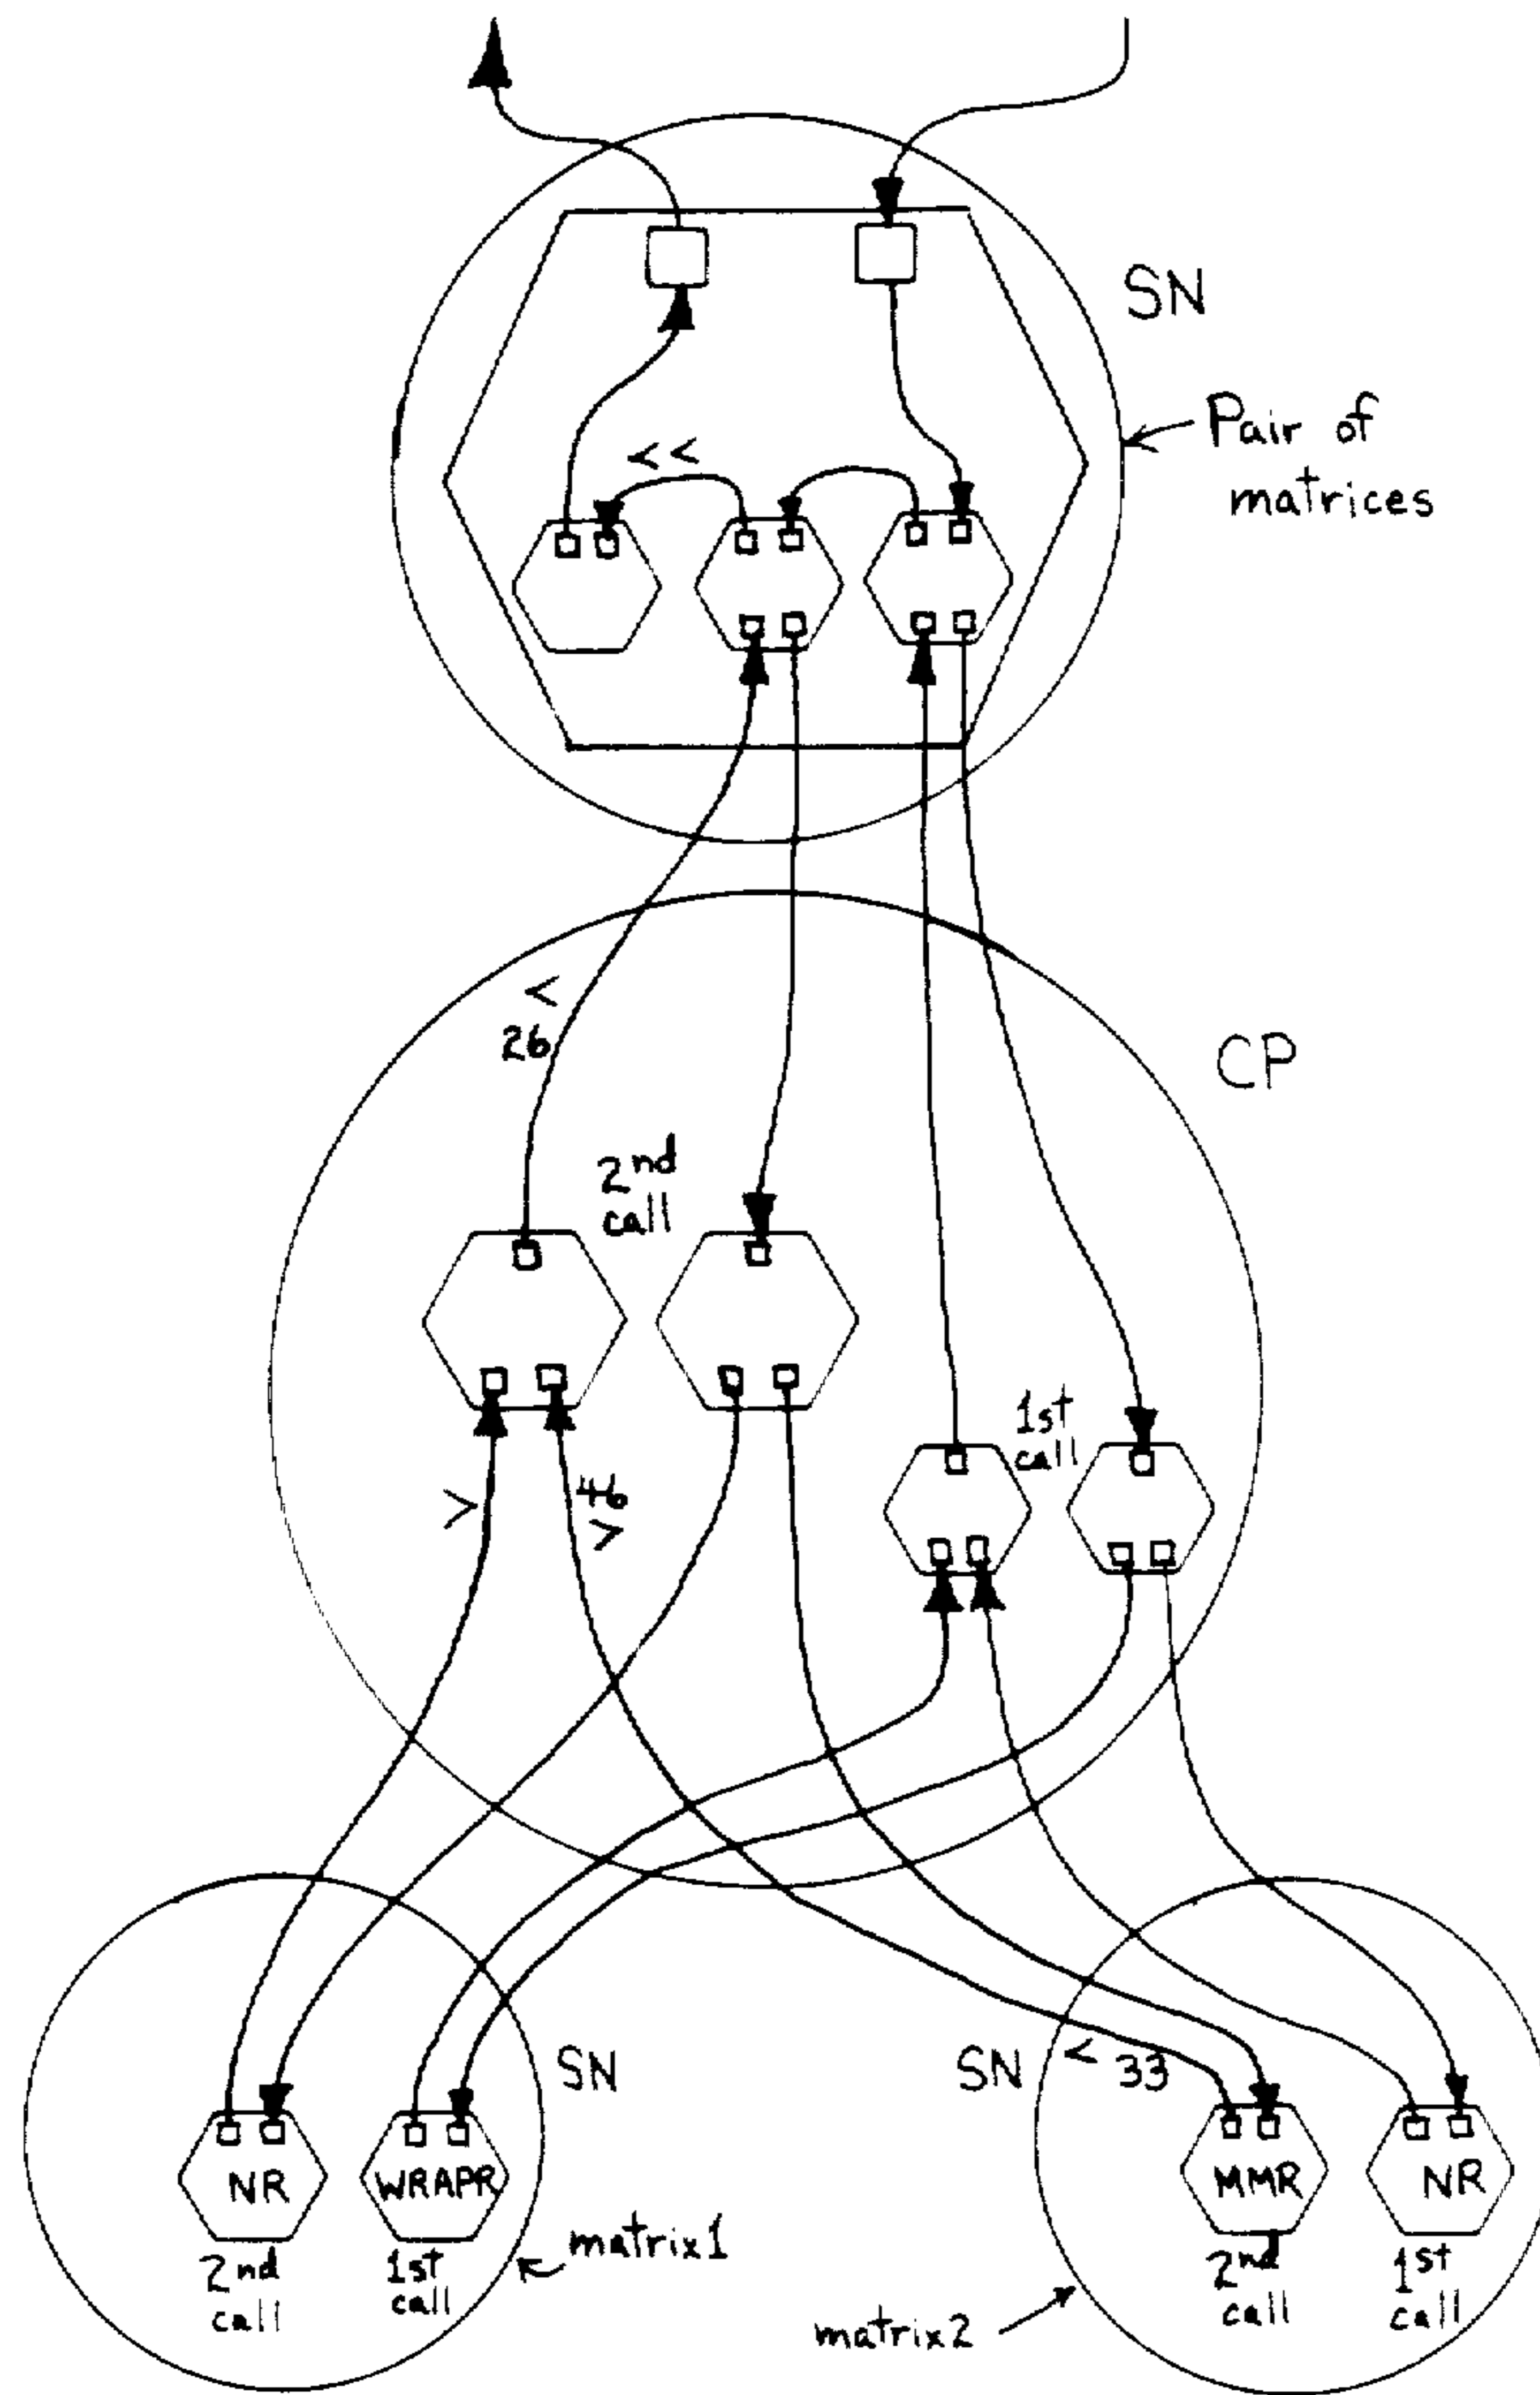 SN
Pair of
matrices
<<
<
26
CP
2nd
call
1st
call
>
>
SN
SN
< 33
NR
WRAPR
MMR
NR
2nd
call
1st
call
matrix1
2nd
call
1st
call
matrix2